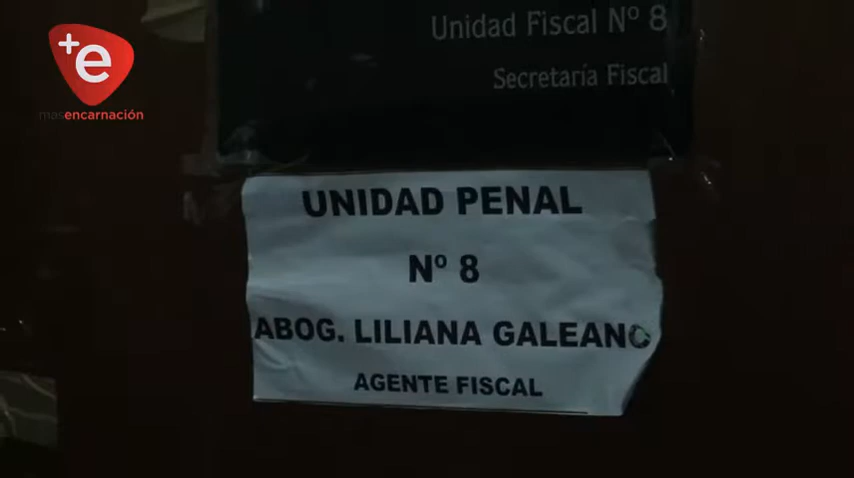 +e
masencarnación
Unidad Fiscal Nº 8
Secretaría Fiscal
UNIDAD PENAL
Nº 8
ABOG. LILIANA GALEANO
AGENTE FISCAL